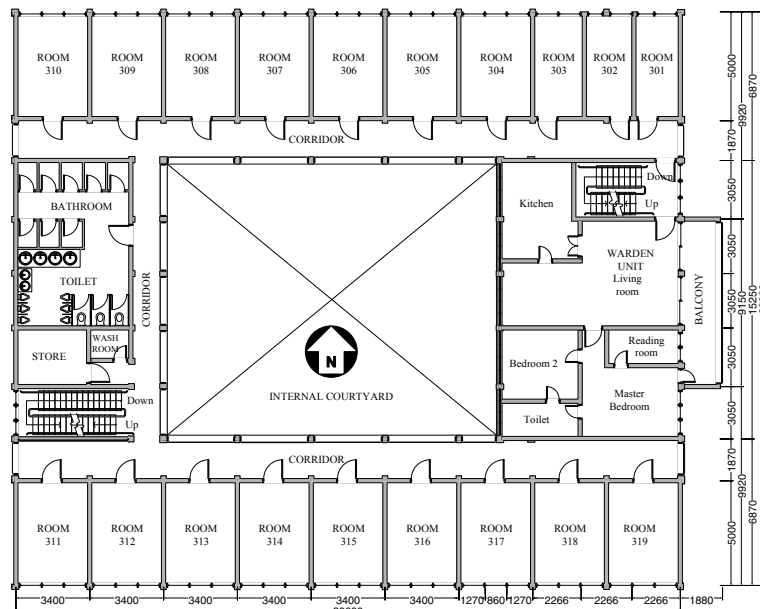 ROOM
310
ROOM
309
ROOM
308
ROOM
307
ROOM
306
ROOM
305
ROOM
304
ROOM
303
ROOM
302
ROOM
301
5000
6870
9920
1870
CORRIDOR
BATHROOM
TOILET
CORRIDOR
STORE
WASH
ROOM
Down
Up
N
INTERNAL COURTYARD
Kitchen
Down
Up
WARDEN
UNIT
Living
room
BALCONY
Bedroom 2
Reading
room
Toilet
Master
Bedroom
3050
3050
3050
3050
3050
9150
15250
CORRIDOR
1870
9920
5000
6870
ROOM
311
ROOM
312
ROOM
313
ROOM
314
ROOM
315
ROOM
316
ROOM
317
ROOM
318
ROOM
319
3400 3400 3400 3400 3400 3400 1270 860 1270 2266 2266 2266 1880